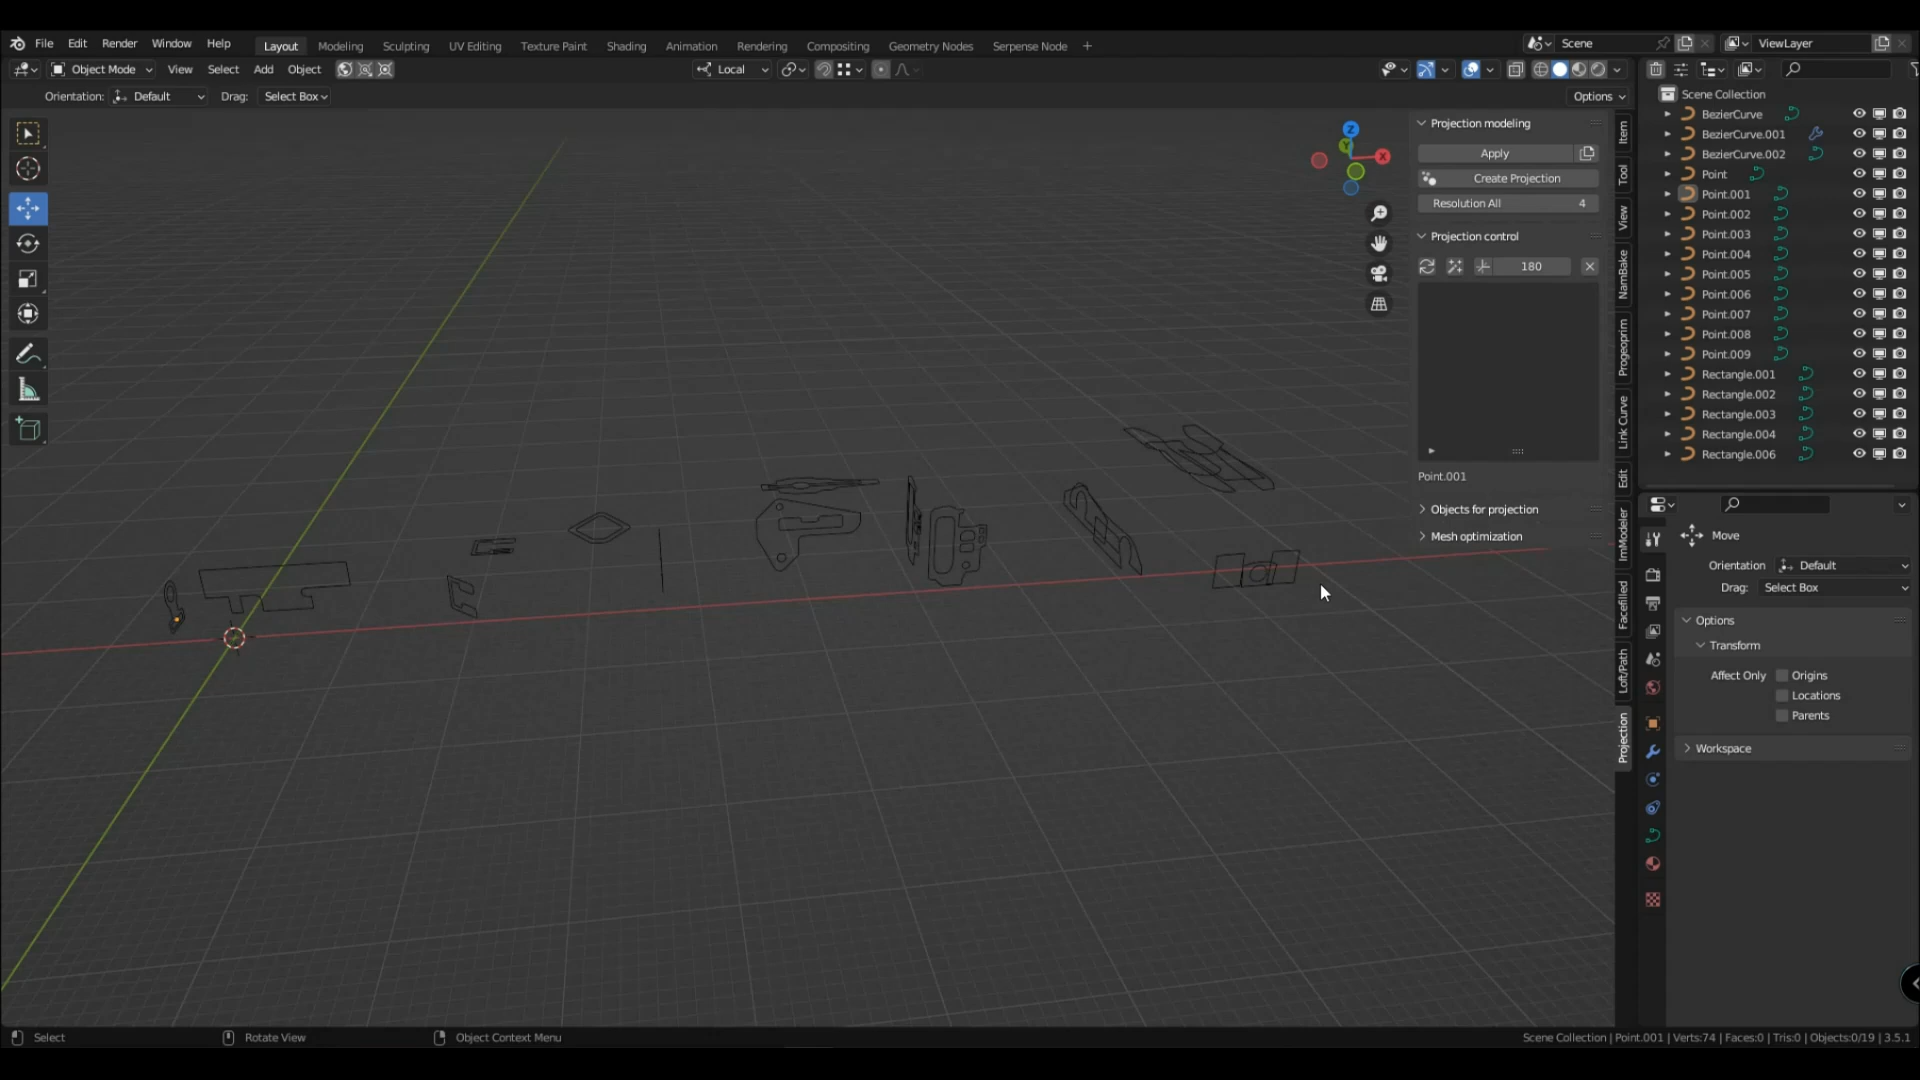 File Edit Render Window Help Layout Modeling Sculpting UV Editing Texture Paint Shading Animation Rendering Compositing Geometry Nodes Serpense Node + Scene ViewLayer
Object Mode View Select Add Object Local
Orientation: Default Drag: Select Box Options
Z
Y
X
Projection modeling
Apply
Create Projection
Resolution All 4
Projection control
180
Point.001
Objects for projection
Mesh optimization
Item
Tool
View
NamBake
Progeoprim
Link Curve
Edit
ImModeler
Facefilled
Loft/Path
Projection
Scene Collection
BezierCurve
BezierCurve.001
BezierCurve.002
Point
Point.001
Point.002
Point.003
Point.004
Point.005
Point.006
Point.007
Point.008
Point.009
Rectangle.001
Rectangle.002
Rectangle.003
Rectangle.004
Rectangle.006
Move
Orientation Default
Drag: Select Box
Options
Transform
Affect Only Origins
Locations
Parents
Workspace
Select Rotate View Object Context Menu Scene Collection | Point.001 | Verts:74 | Faces:0 | Tris:0 | Objects:0/19 | 3.5.1